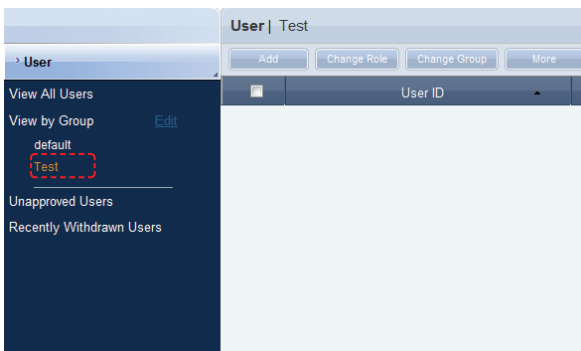 User | Test
› User
Add Change Role Change Group More
View All Users
User ID
View by Group Edit
default
Test
Unapproved Users
Recently Withdrawn Users